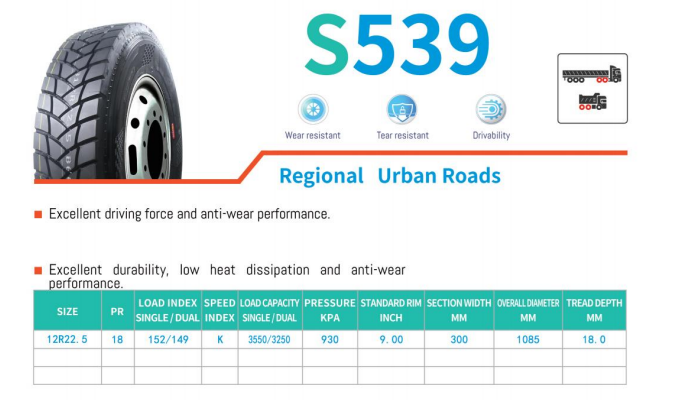 S539
Wear resistant Tear resistant Drivability
Regional Urban Roads
Excellent driving force and anti-wear performance.
Excellent durability, low heat dissipation and anti-wear
performance.
SIZE PR LOAD INDEX SINGLE / DUAL SPEED INDEX LOAD CAPACITY SINGLE / DUAL PRESSURE KPA STANDARD RIM INCH SECTION WIDTH MM OVERALL DIAMETER MM TREAD DEPTH MM
12R22.5 18 152/149 K 3550/3250 930 9.00 300 1085 18.0